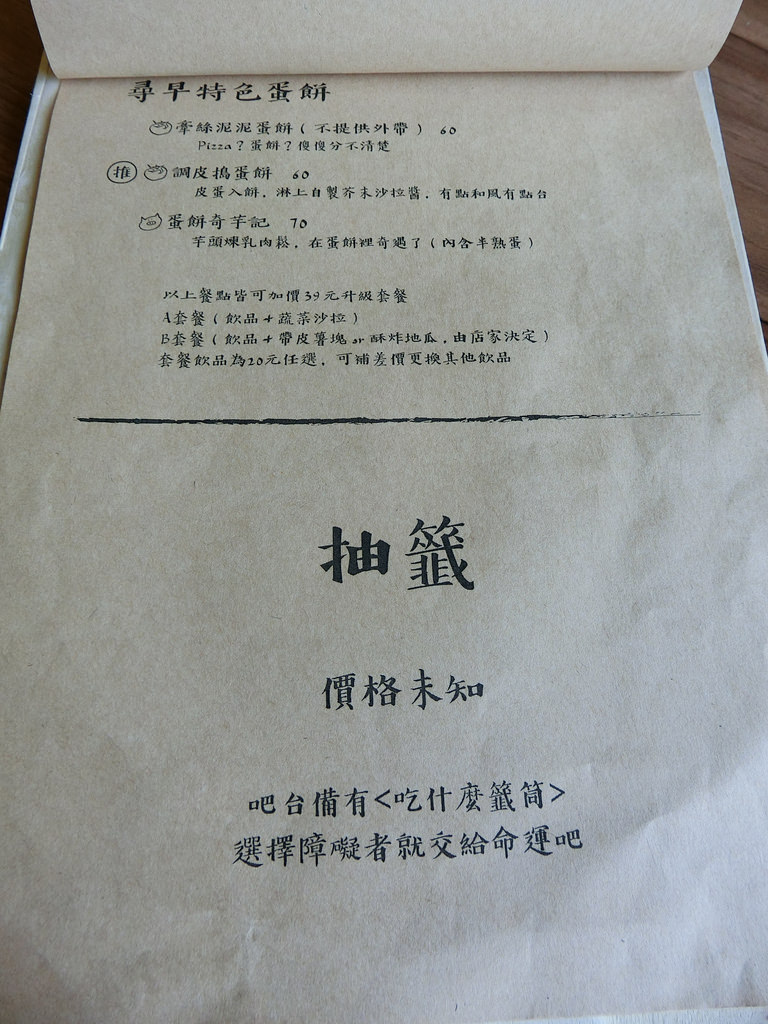 尋早特色蛋餅
牽絲泥泥蛋餅(不提供外帶) 60
Pizza?蛋餅?傻傻分不清楚
推 調皮搗蛋餅 60
皮蛋入餅,淋上自製芥末沙拉醬,有點和風有點台
蛋餅奇芋記 70
芋頭煉乳肉鬆,在蛋餅裡奇遇了(內含半熟蛋)
以上餐點皆可加價39元升級套餐
A套餐(飲品+蔬菜沙拉)
B套餐(飲品+帶皮薯塊or酥炸地瓜,由店家決定)
套餐飲品為20元任選,可補差價更換其他飲品
抽籤
價格未知
吧台備有<吃什麼籤筒>
選擇障礙者就交給命運吧